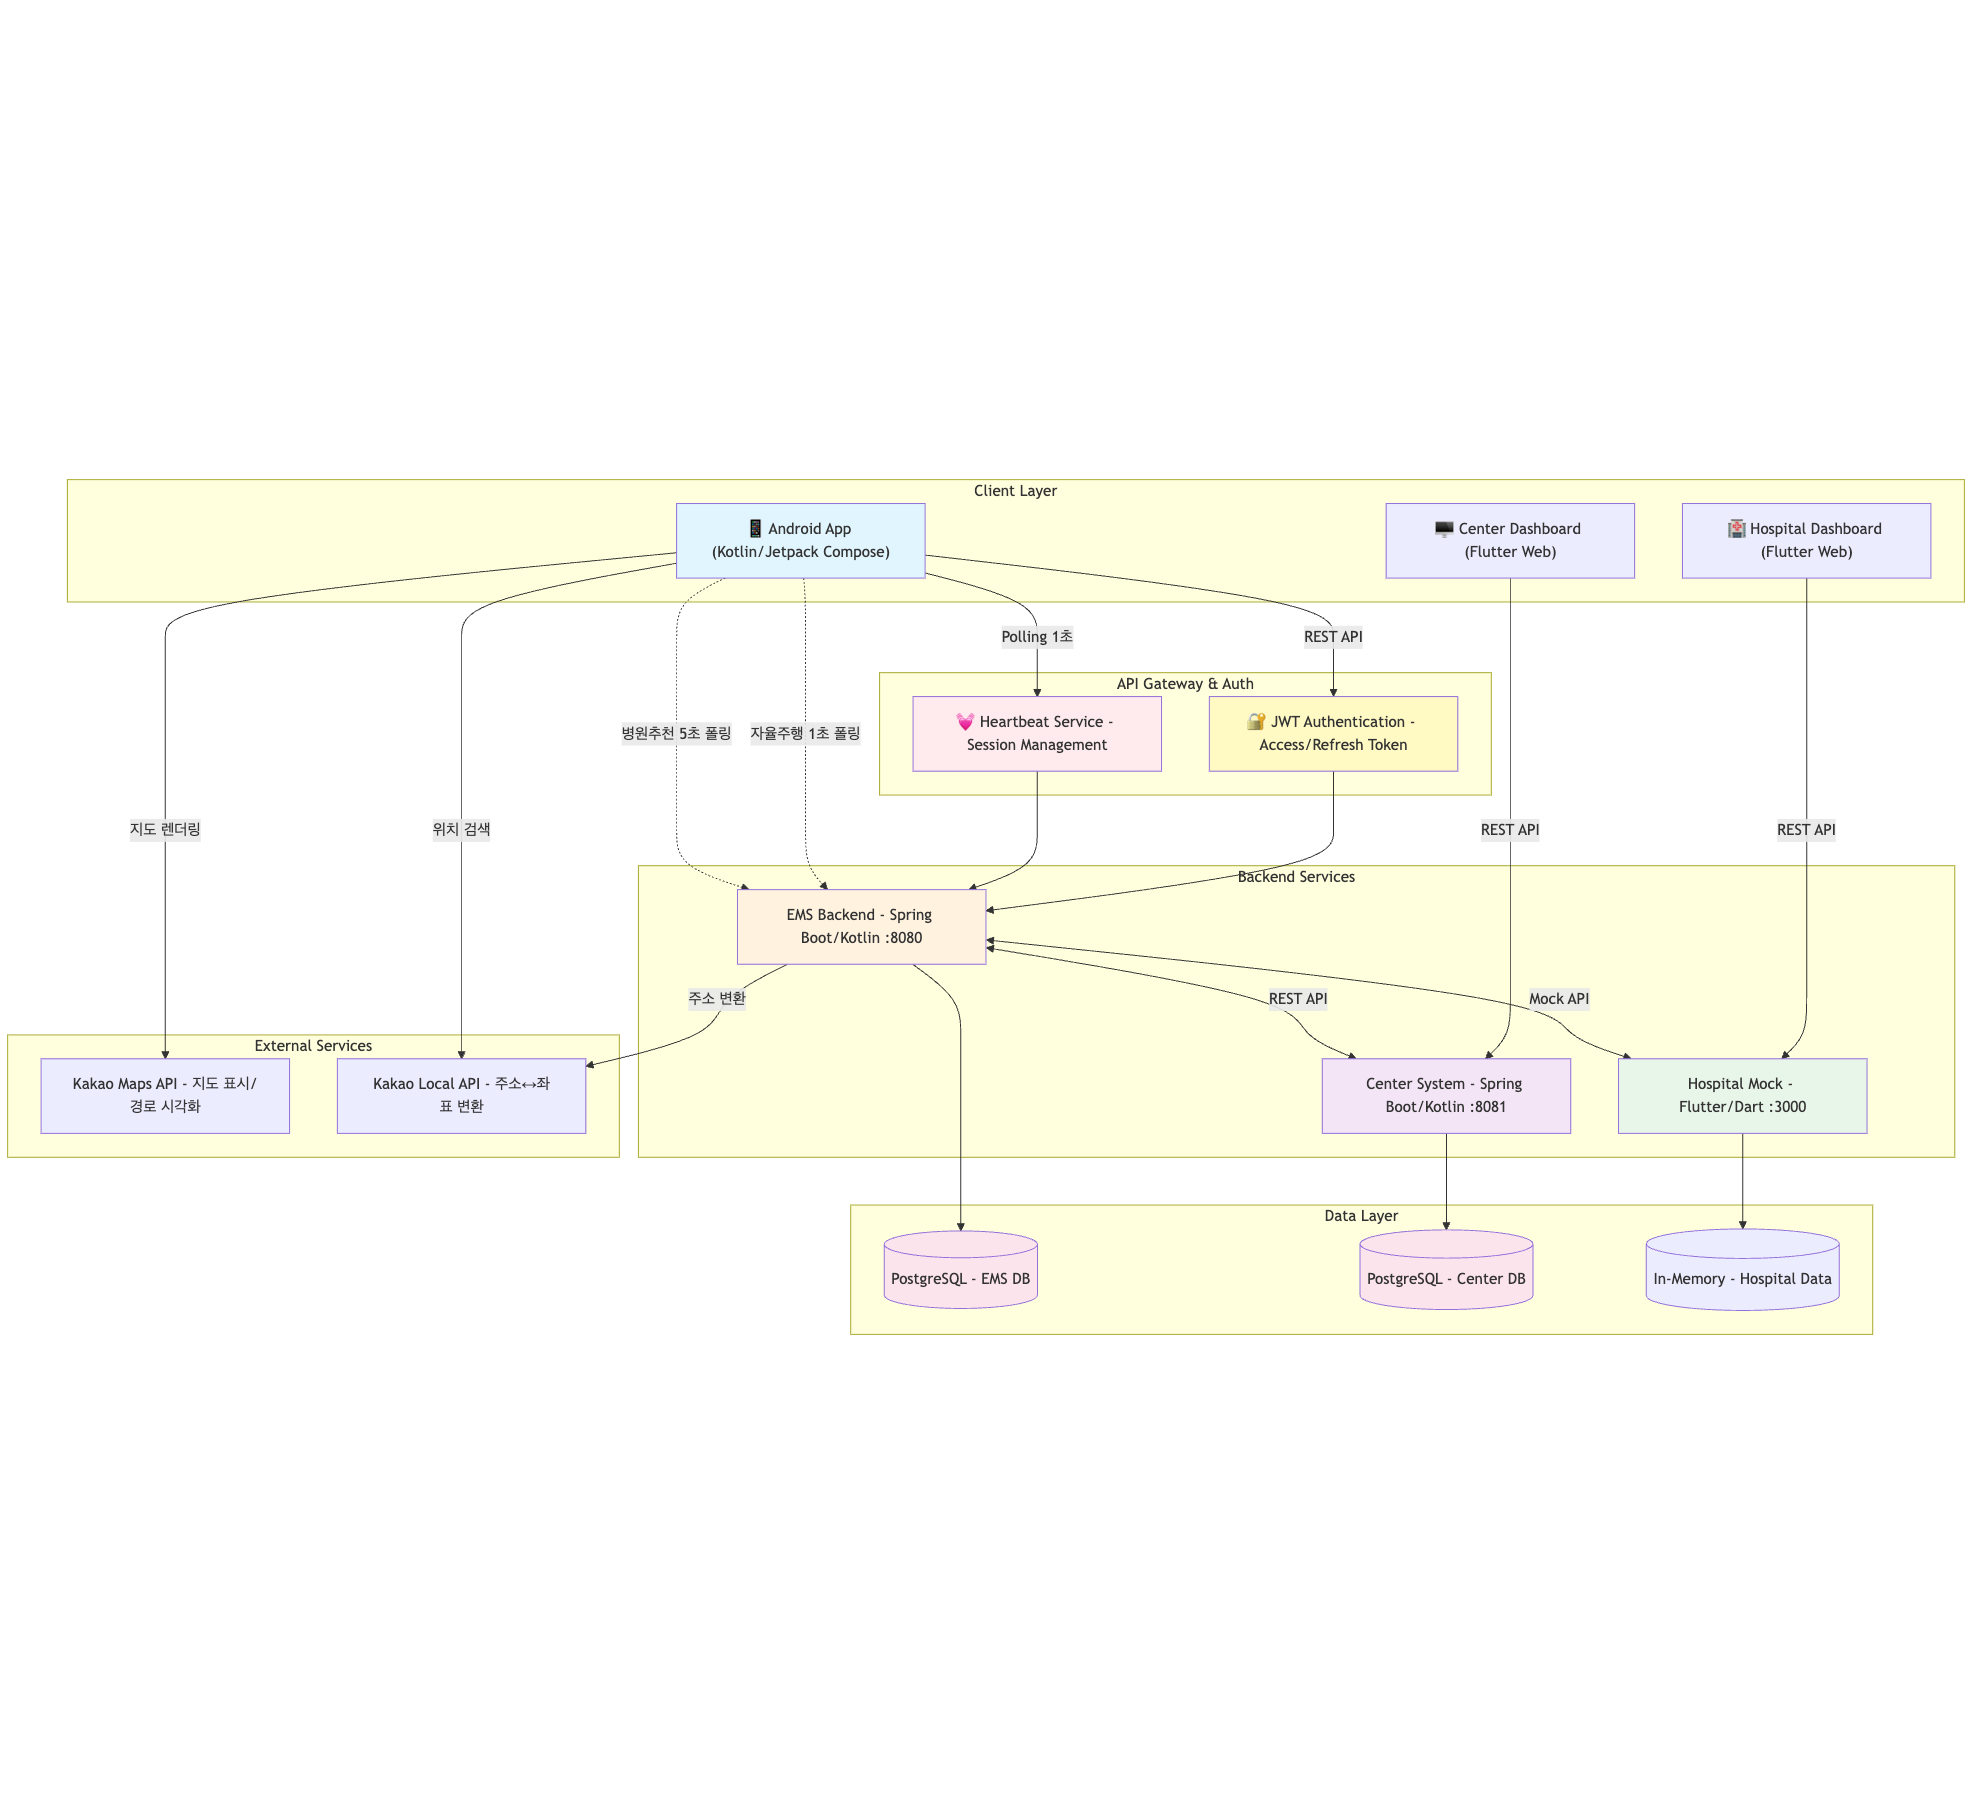 Client Layer
📱 Android App
(Kotlin/Jetpack Compose)
🖥️ Center Dashboard
(Flutter Web)
🏥 Hospital Dashboard
(Flutter Web)
Polling 1초
REST API
API Gateway & Auth
💓 Heartbeat Service -
Session Management
🔐 JWT Authentication -
Access/Refresh Token
병원추천 5초 폴링
자율주행 1초 폴링
지도 렌더링
위치 검색
REST API
REST API
Backend Services
EMS Backend - Spring
Boot/Kotlin :8080
주소 변환
REST API
Mock API
External Services
Kakao Maps API - 지도 표시/
경로 시각화
Kakao Local API - 주소↔좌
표 변환
Center System - Spring
Boot/Kotlin :8081
Hospital Mock -
Flutter/Dart :3000
Data Layer
PostgreSQL - EMS DB
PostgreSQL - Center DB
In-Memory - Hospital Data